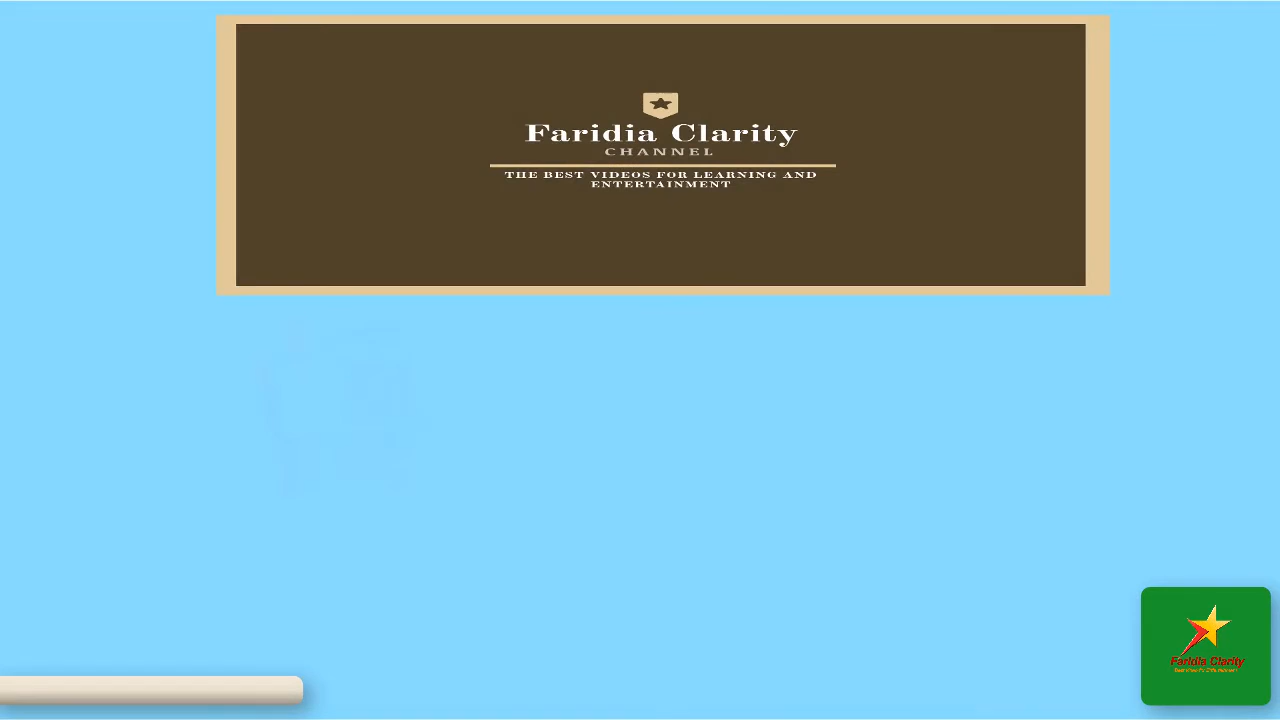 Faridia Clarity
CHANNEL
THE BEST VIDEOS FOR LEARNING AND
ENTERTAINMENT
Faridia Clarity